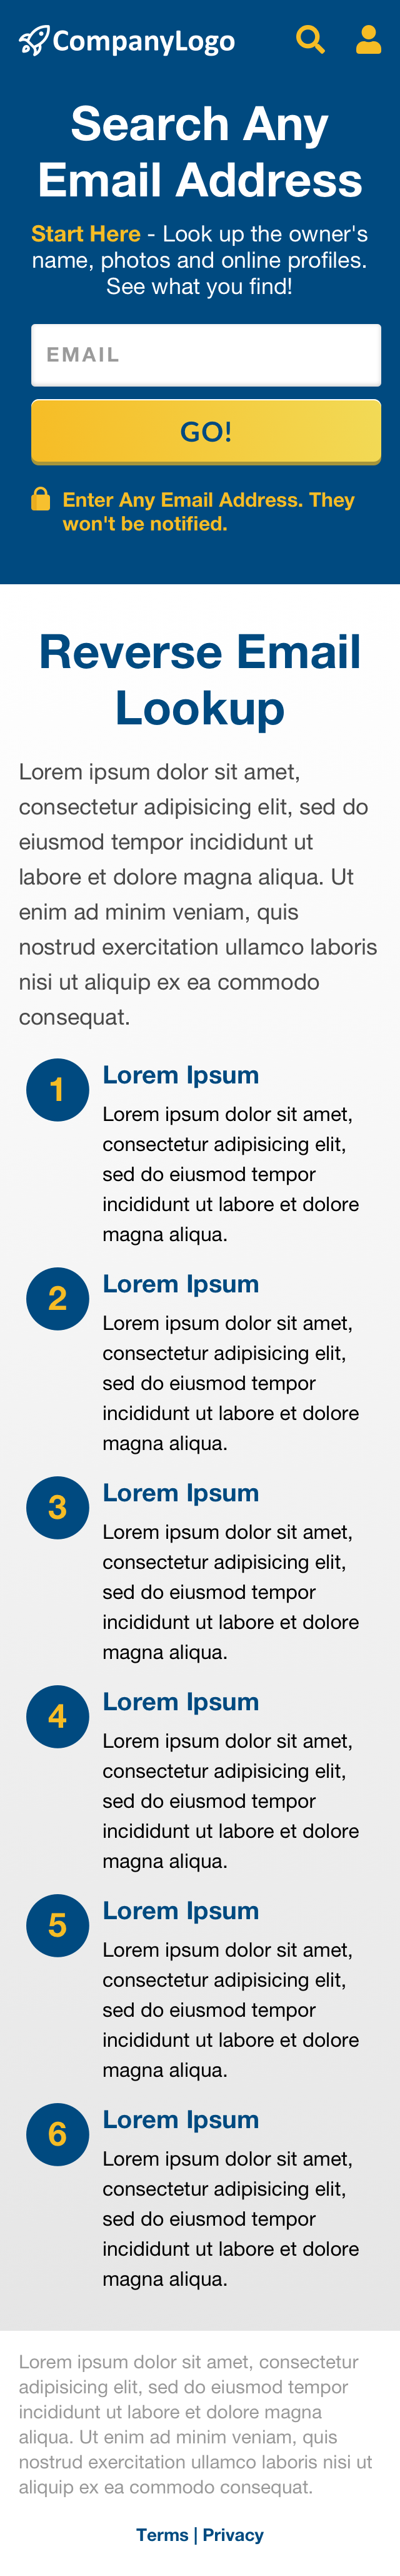 CompanyLogo
Search Any
Email Address
Start Here - Look up the owner's
name, photos and online profiles.
See what you find!
EMAIL
GO!
Enter Any Email Address. They
won't be notified.
Reverse Email
Lookup
Lorem ipsum dolor sit amet,
consectetur adipisicing elit, sed do
eiusmod tempor incididunt ut
labore et dolore magna aliqua. Ut
enim ad minim veniam, quis
nostrud exercitation ullamco laboris
nisi ut aliquip ex ea commodo
consequat.
1
Lorem Ipsum
Lorem ipsum dolor sit amet,
consectetur adipisicing elit,
sed do eiusmod tempor
incididunt ut labore et dolore
magna aliqua.
2
Lorem Ipsum
Lorem ipsum dolor sit amet,
consectetur adipisicing elit,
sed do eiusmod tempor
incididunt ut labore et dolore
magna aliqua.
3
Lorem Ipsum
Lorem ipsum dolor sit amet,
consectetur adipisicing elit,
sed do eiusmod tempor
incididunt ut labore et dolore
magna aliqua.
4
Lorem Ipsum
Lorem ipsum dolor sit amet,
consectetur adipisicing elit,
sed do eiusmod tempor
incididunt ut labore et dolore
magna aliqua.
5
Lorem Ipsum
Lorem ipsum dolor sit amet,
consectetur adipisicing elit,
sed do eiusmod tempor
incididunt ut labore et dolore
magna aliqua.
6
Lorem Ipsum
Lorem ipsum dolor sit amet,
consectetur adipisicing elit,
sed do eiusmod tempor
incididunt ut labore et dolore
magna aliqua.
Lorem ipsum dolor sit amet, consectetur
adipisicing elit, sed do eiusmod tempor
incididunt ut labore et dolore magna
aliqua. Ut enim ad minim veniam, quis
nostrud exercitation ullamco laboris nisi ut
aliquip ex ea commodo consequat.
Terms | Privacy